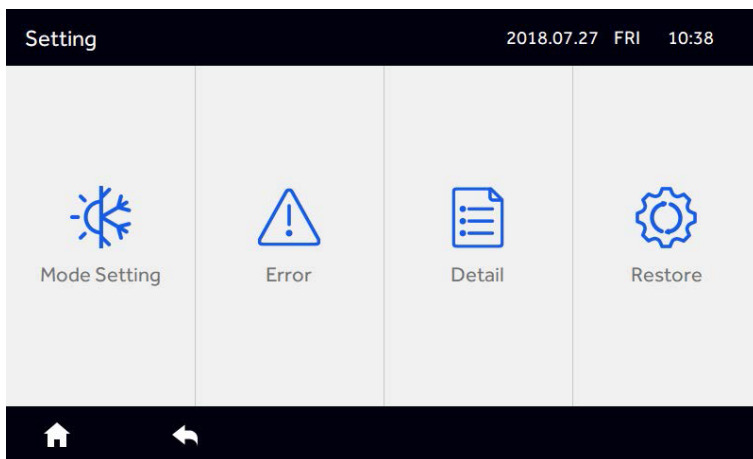 Setting 2018.07.27 FRI 10:38
Mode Setting Error Detail Restore